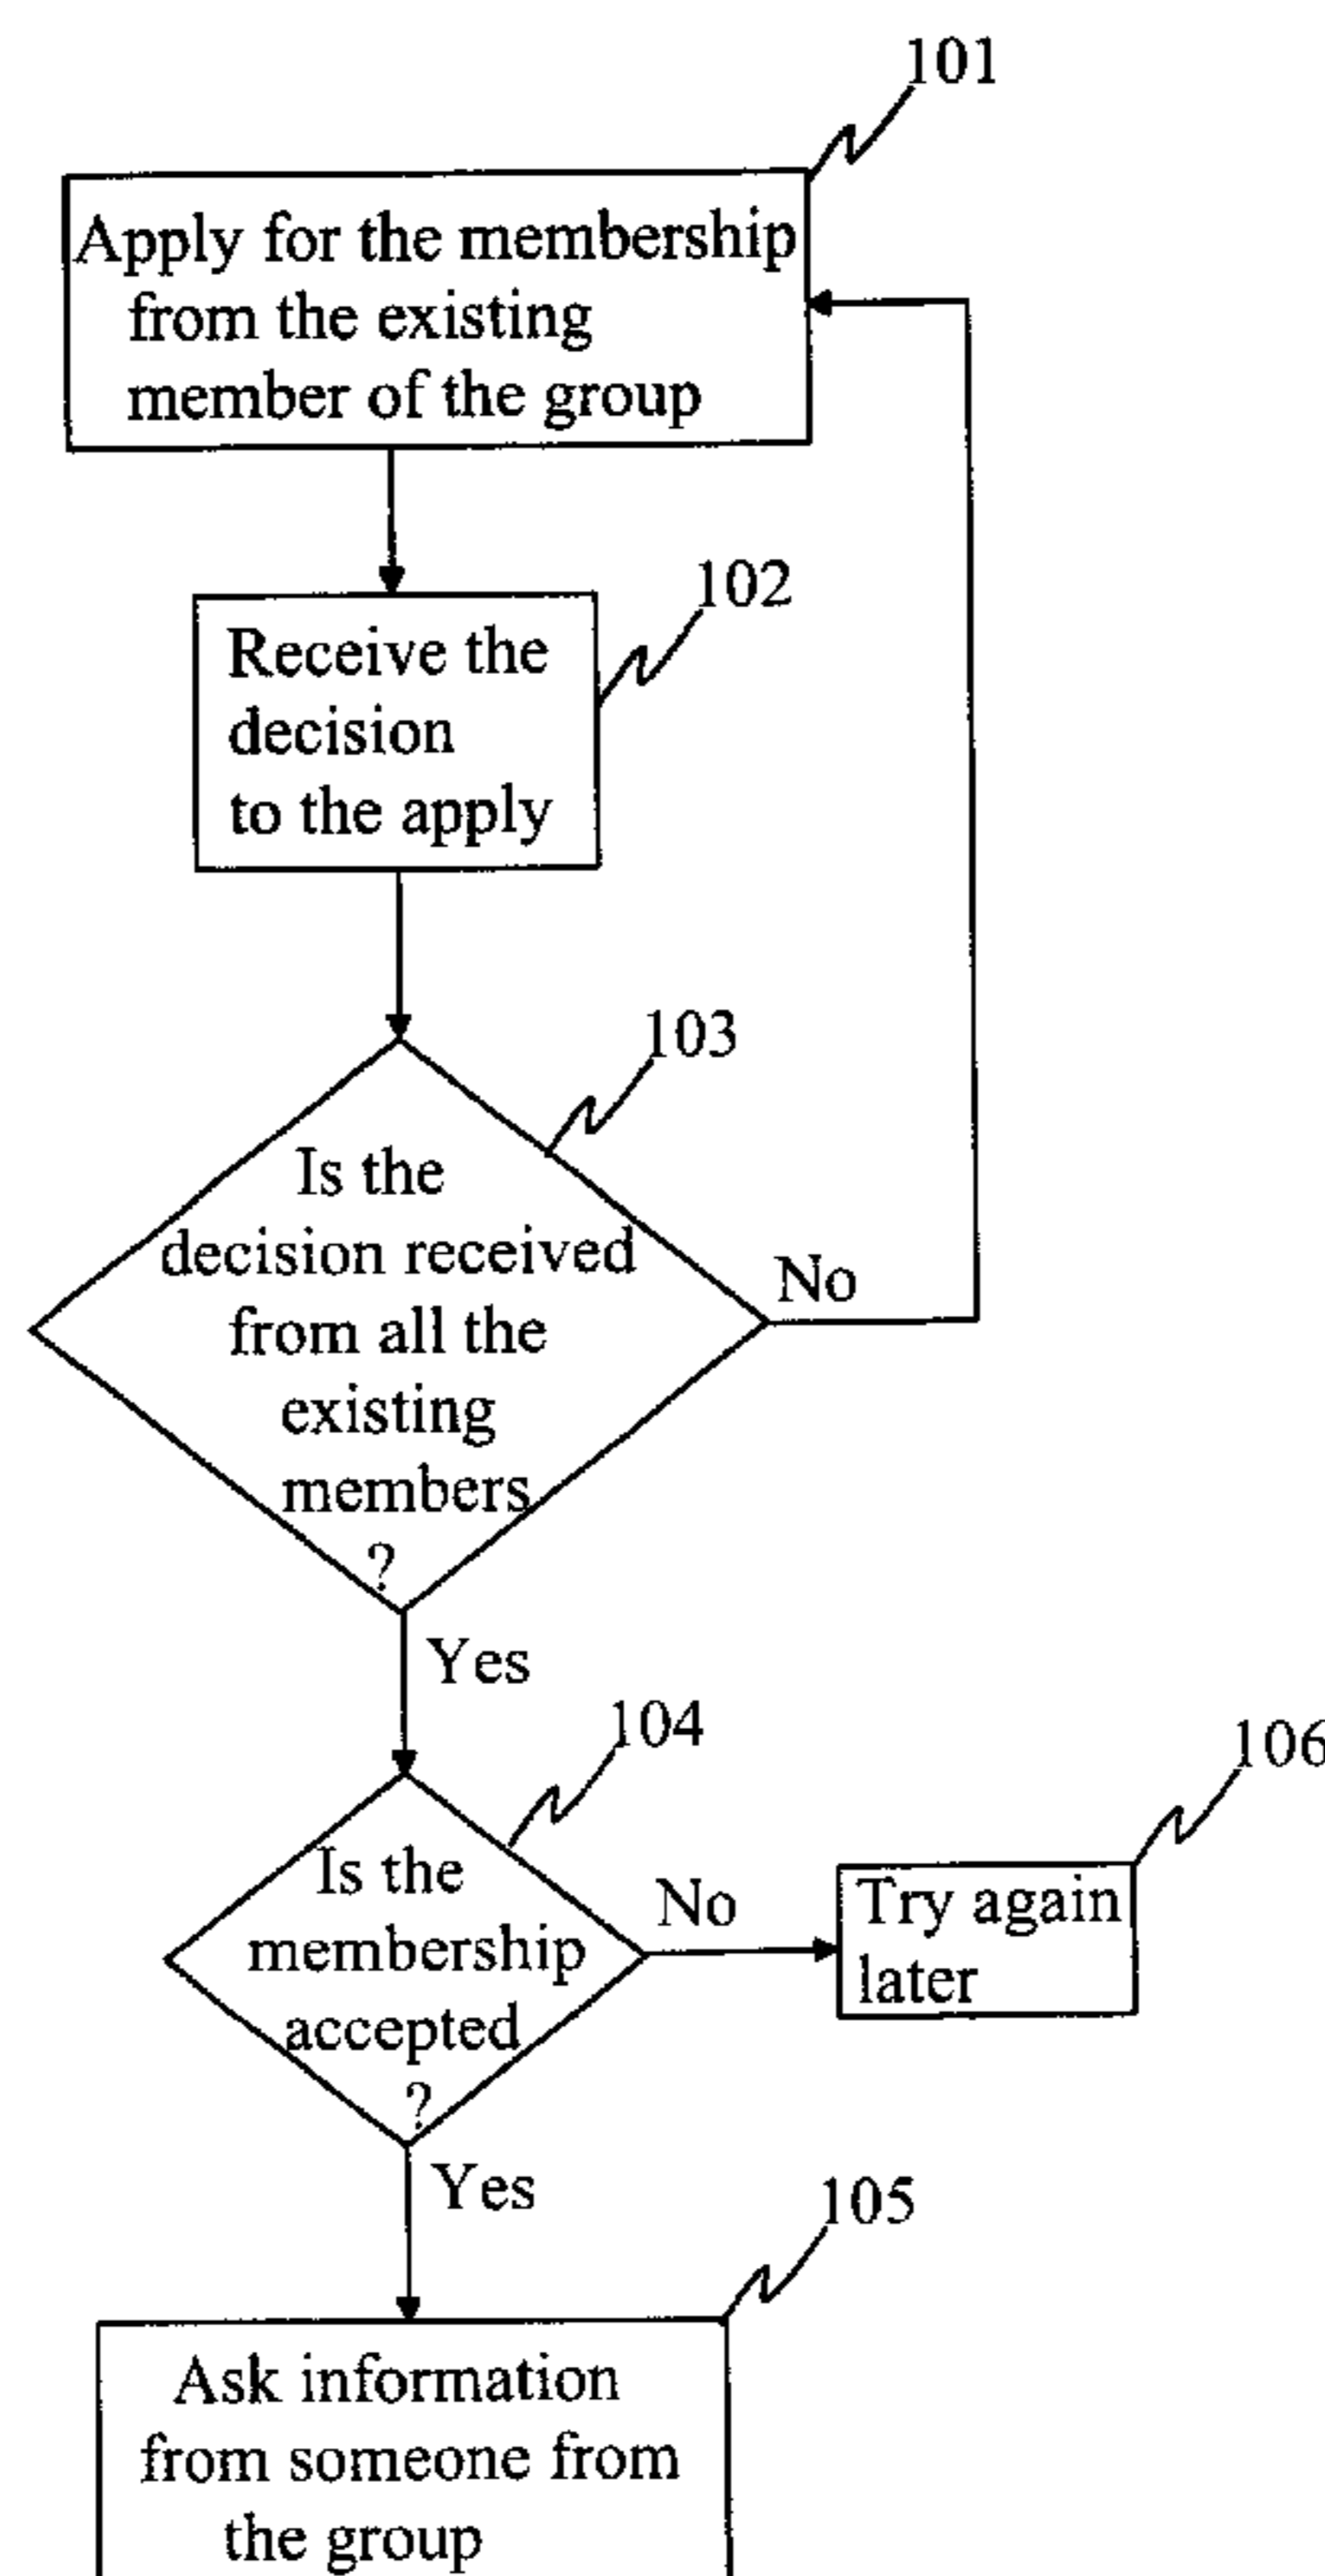 101
Apply for the membership
from the existing
member of the group
102
Receive the
decision
to the apply
103
Is the
decision received
from all the
existing
members
?
No
Yes
104
Is the
membership
accepted
?
No
106
Try again
later
Yes
105
Ask information
from someone from
the group